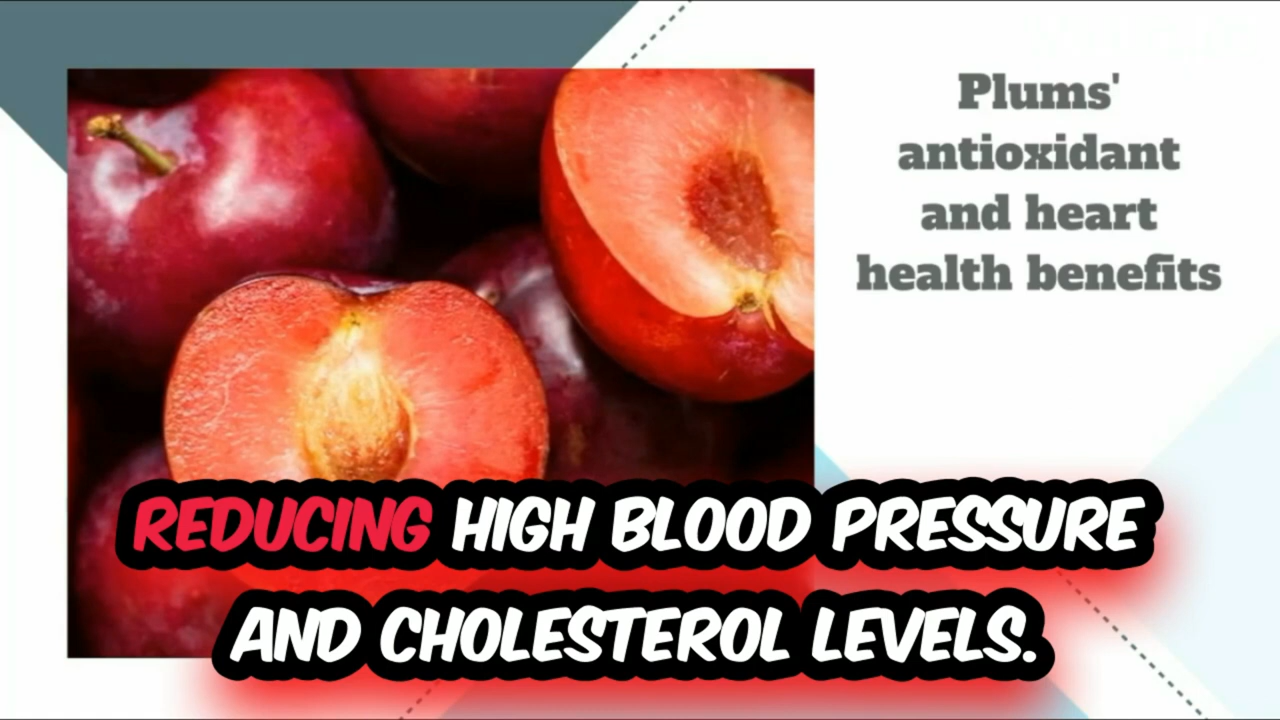 Plums'
antioxidant
and heart
health benefits
REDUCING HIGH BLOOD PRESSURE
AND CHOLESTEROL LEVELS.